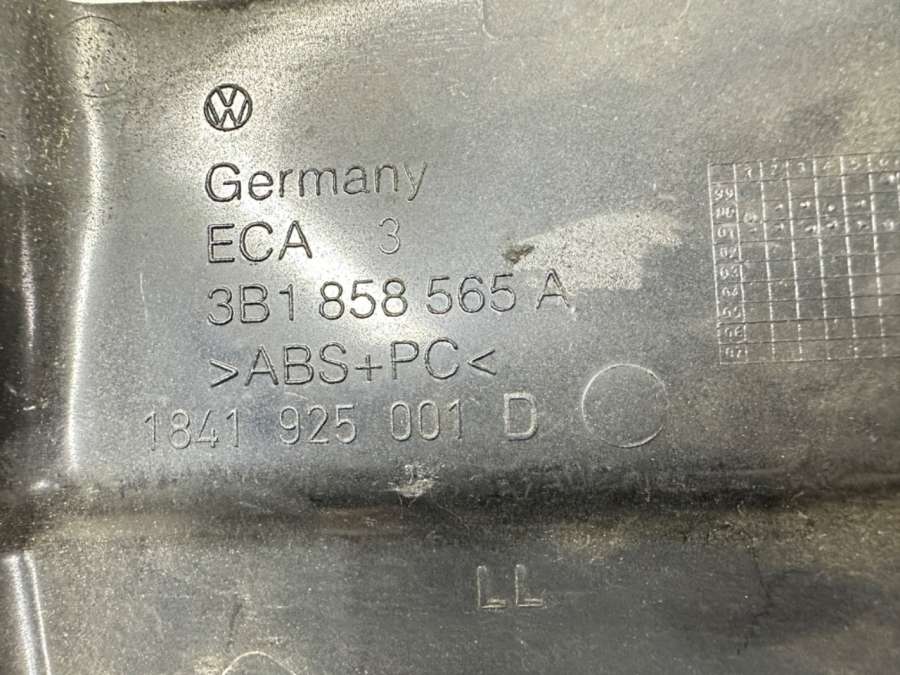 Germany
ECA 3
3B1 858 565 A
>ABS+PC<
1841 925 001 D
LL